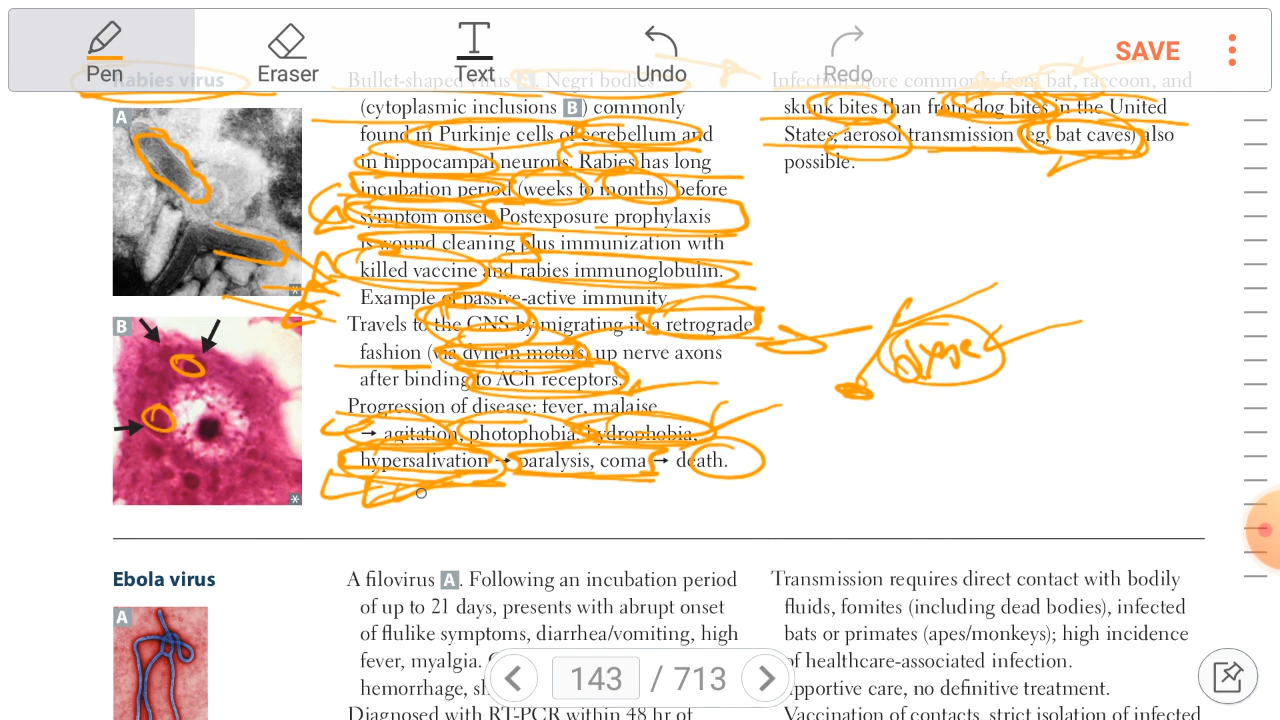 Pen
Eraser
Text
Undo
Redo
SAVE
Rabies virus
Bullet-shaped virus A. Negri bodies
(cytoplasmic inclusions B) commonly
found in Purkinje cells of cerebellum and
in hippocampal neurons. Rabies has long
incubation period (weeks to months) before
symptom onset. Postexposure prophylaxis
is wound cleaning plus immunization with
killed vaccine and rabies immunoglobulin.
Example of passive-active immunity.
Travels to the CNS by migrating in a retrograde
fashion (via dynein motors) up nerve axons
after binding to ACh receptors.
Progression of disease: fever, malaise
→ agitation, photophobia, hydrophobia,
hypersalivation → paralysis, coma → death.
Infection more commonly from bat, raccoon, and
skunk bites than from dog bites in the United
States; aerosol transmission (eg, bat caves) also
possible.
A
B
Ebola virus
A
A filovirus A. Following an incubation period
of up to 21 days, presents with abrupt onset
of flulike symptoms, diarrhea/vomiting, high
fever, myalgia.
hemorrhage,
Diagnosed with RT-PCR within 48 hr of
Transmission requires direct contact with bodily
fluids, fomites (including dead bodies), infected
bats or primates (apes/monkeys); high incidence
of healthcare-associated infection.
Supportive care, no definitive treatment.
Vaccination of contacts, strict isolation of infected
143 / 713